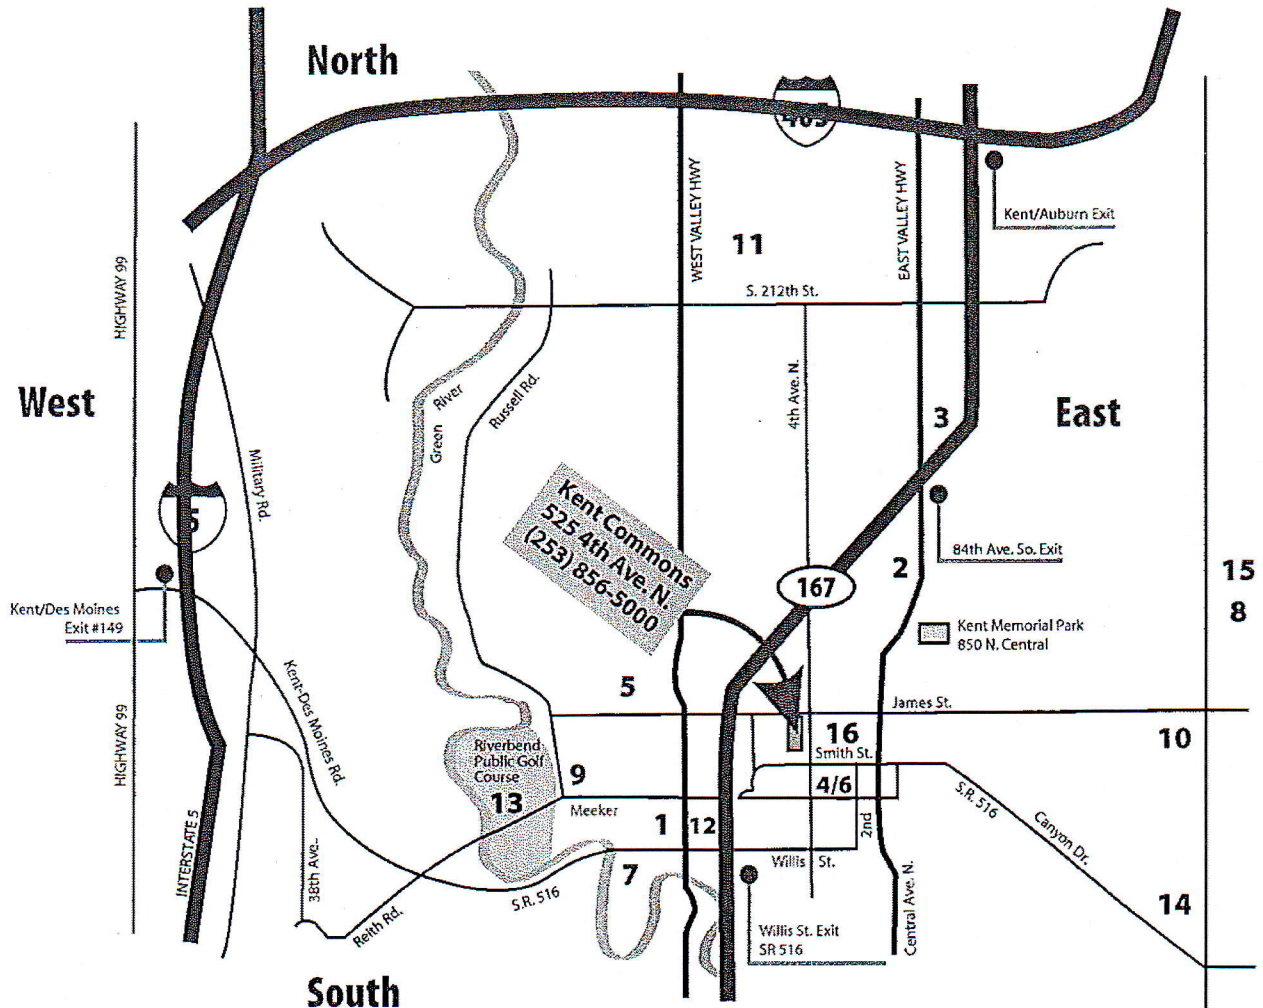 North
405
WEST VALLEY HWY
EAST VALLEY HWY
Kent/Auburn Exit
11
HIGHWAY 99
S. 212th St.
West
Green River
Russell Rd.
4th Ave. N.
3
East
Military Rd.
5
Kent Commons
525 4th Ave. N.
(253) 856-5000
84th Ave. So. Exit
167
2
15
8
Kent/Des Moines
Exit #149
Kent Memorial Park
850 N. Central
Kent-Des Moines Rd.
5
James St.
HIGHWAY 99
16
10
Riverbend
Public Golf
Course
9
Smith St.
13
4/6
S.R. 516
Meeker
1
12
2nd
Canyon Dr.
INTERSTATE 5
38th Ave.
7
Willis St.
S.R. 516
Reith Rd.
14
Central Ave. N.
Willis St. Exit
SR 516
South